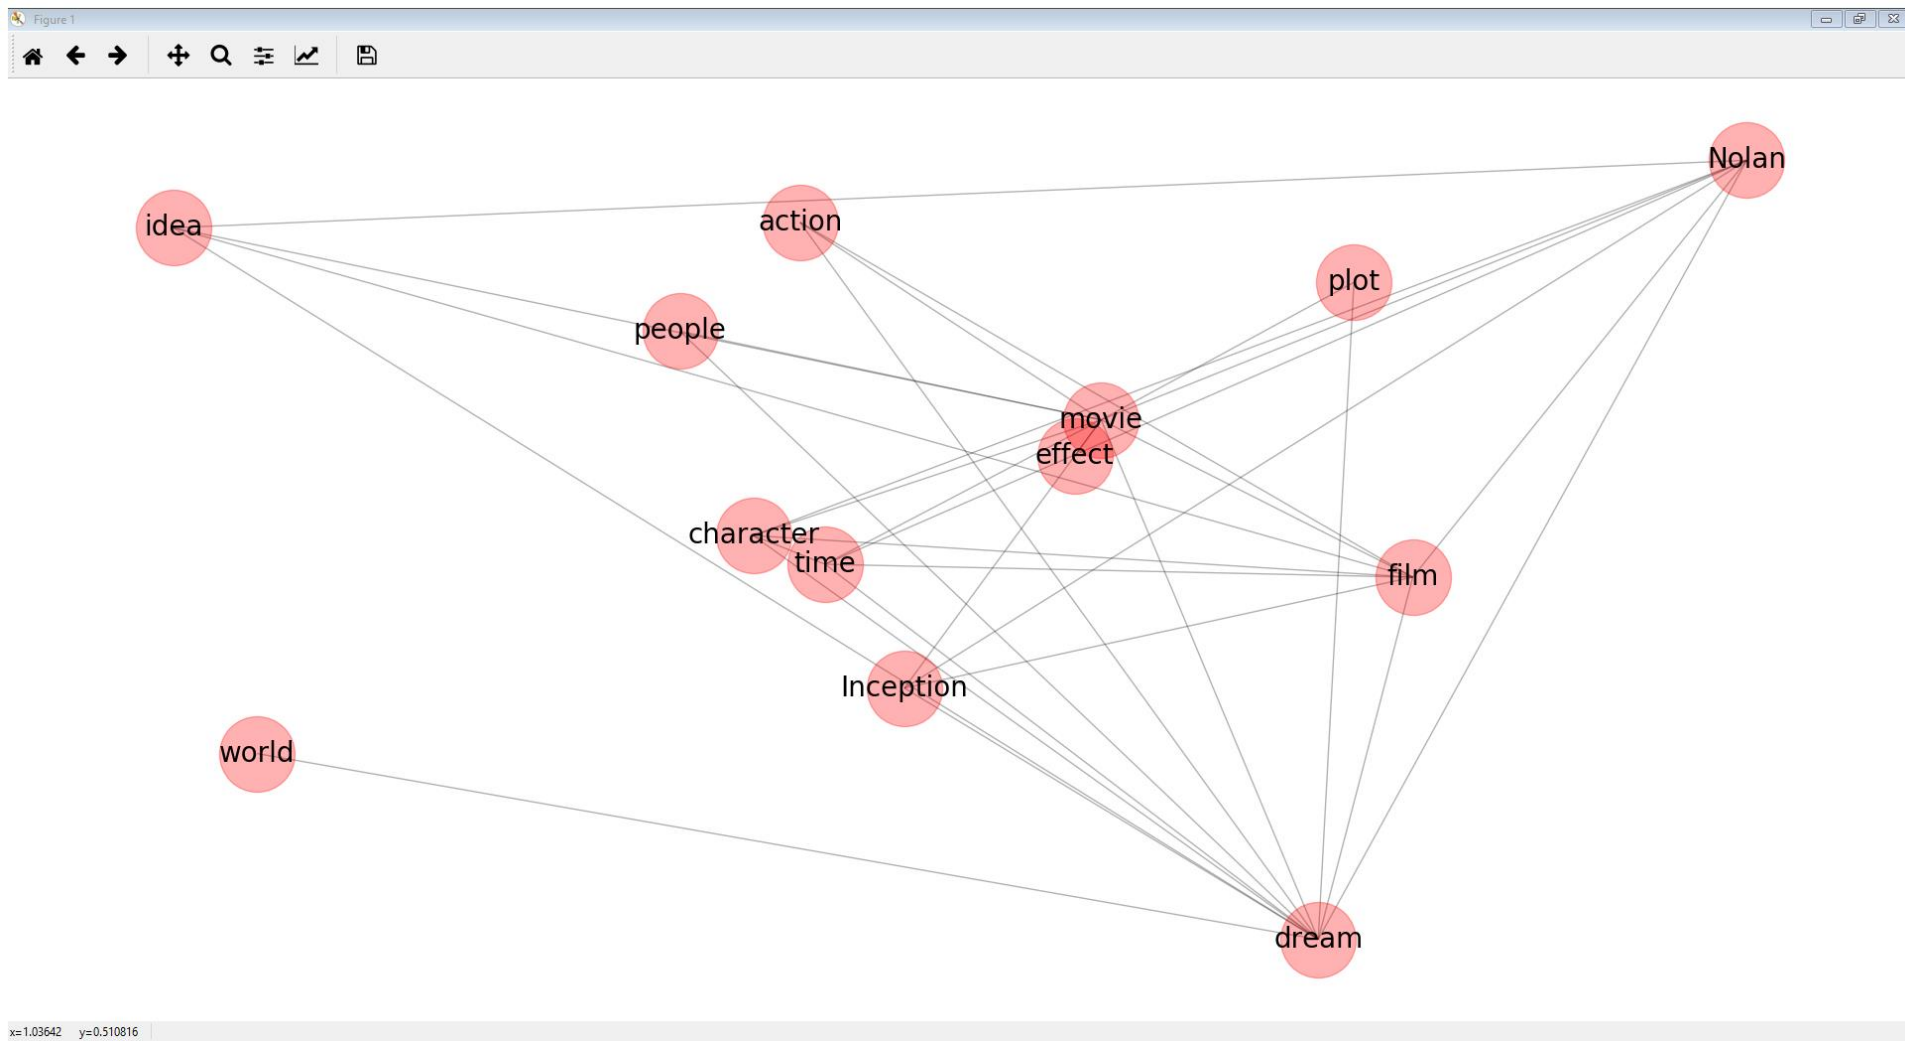 Figure 1
Nolan
action
idea
plot
people
movie
effect
character
time
film
Inception
world
dream
x=1.03642 y=0.510816